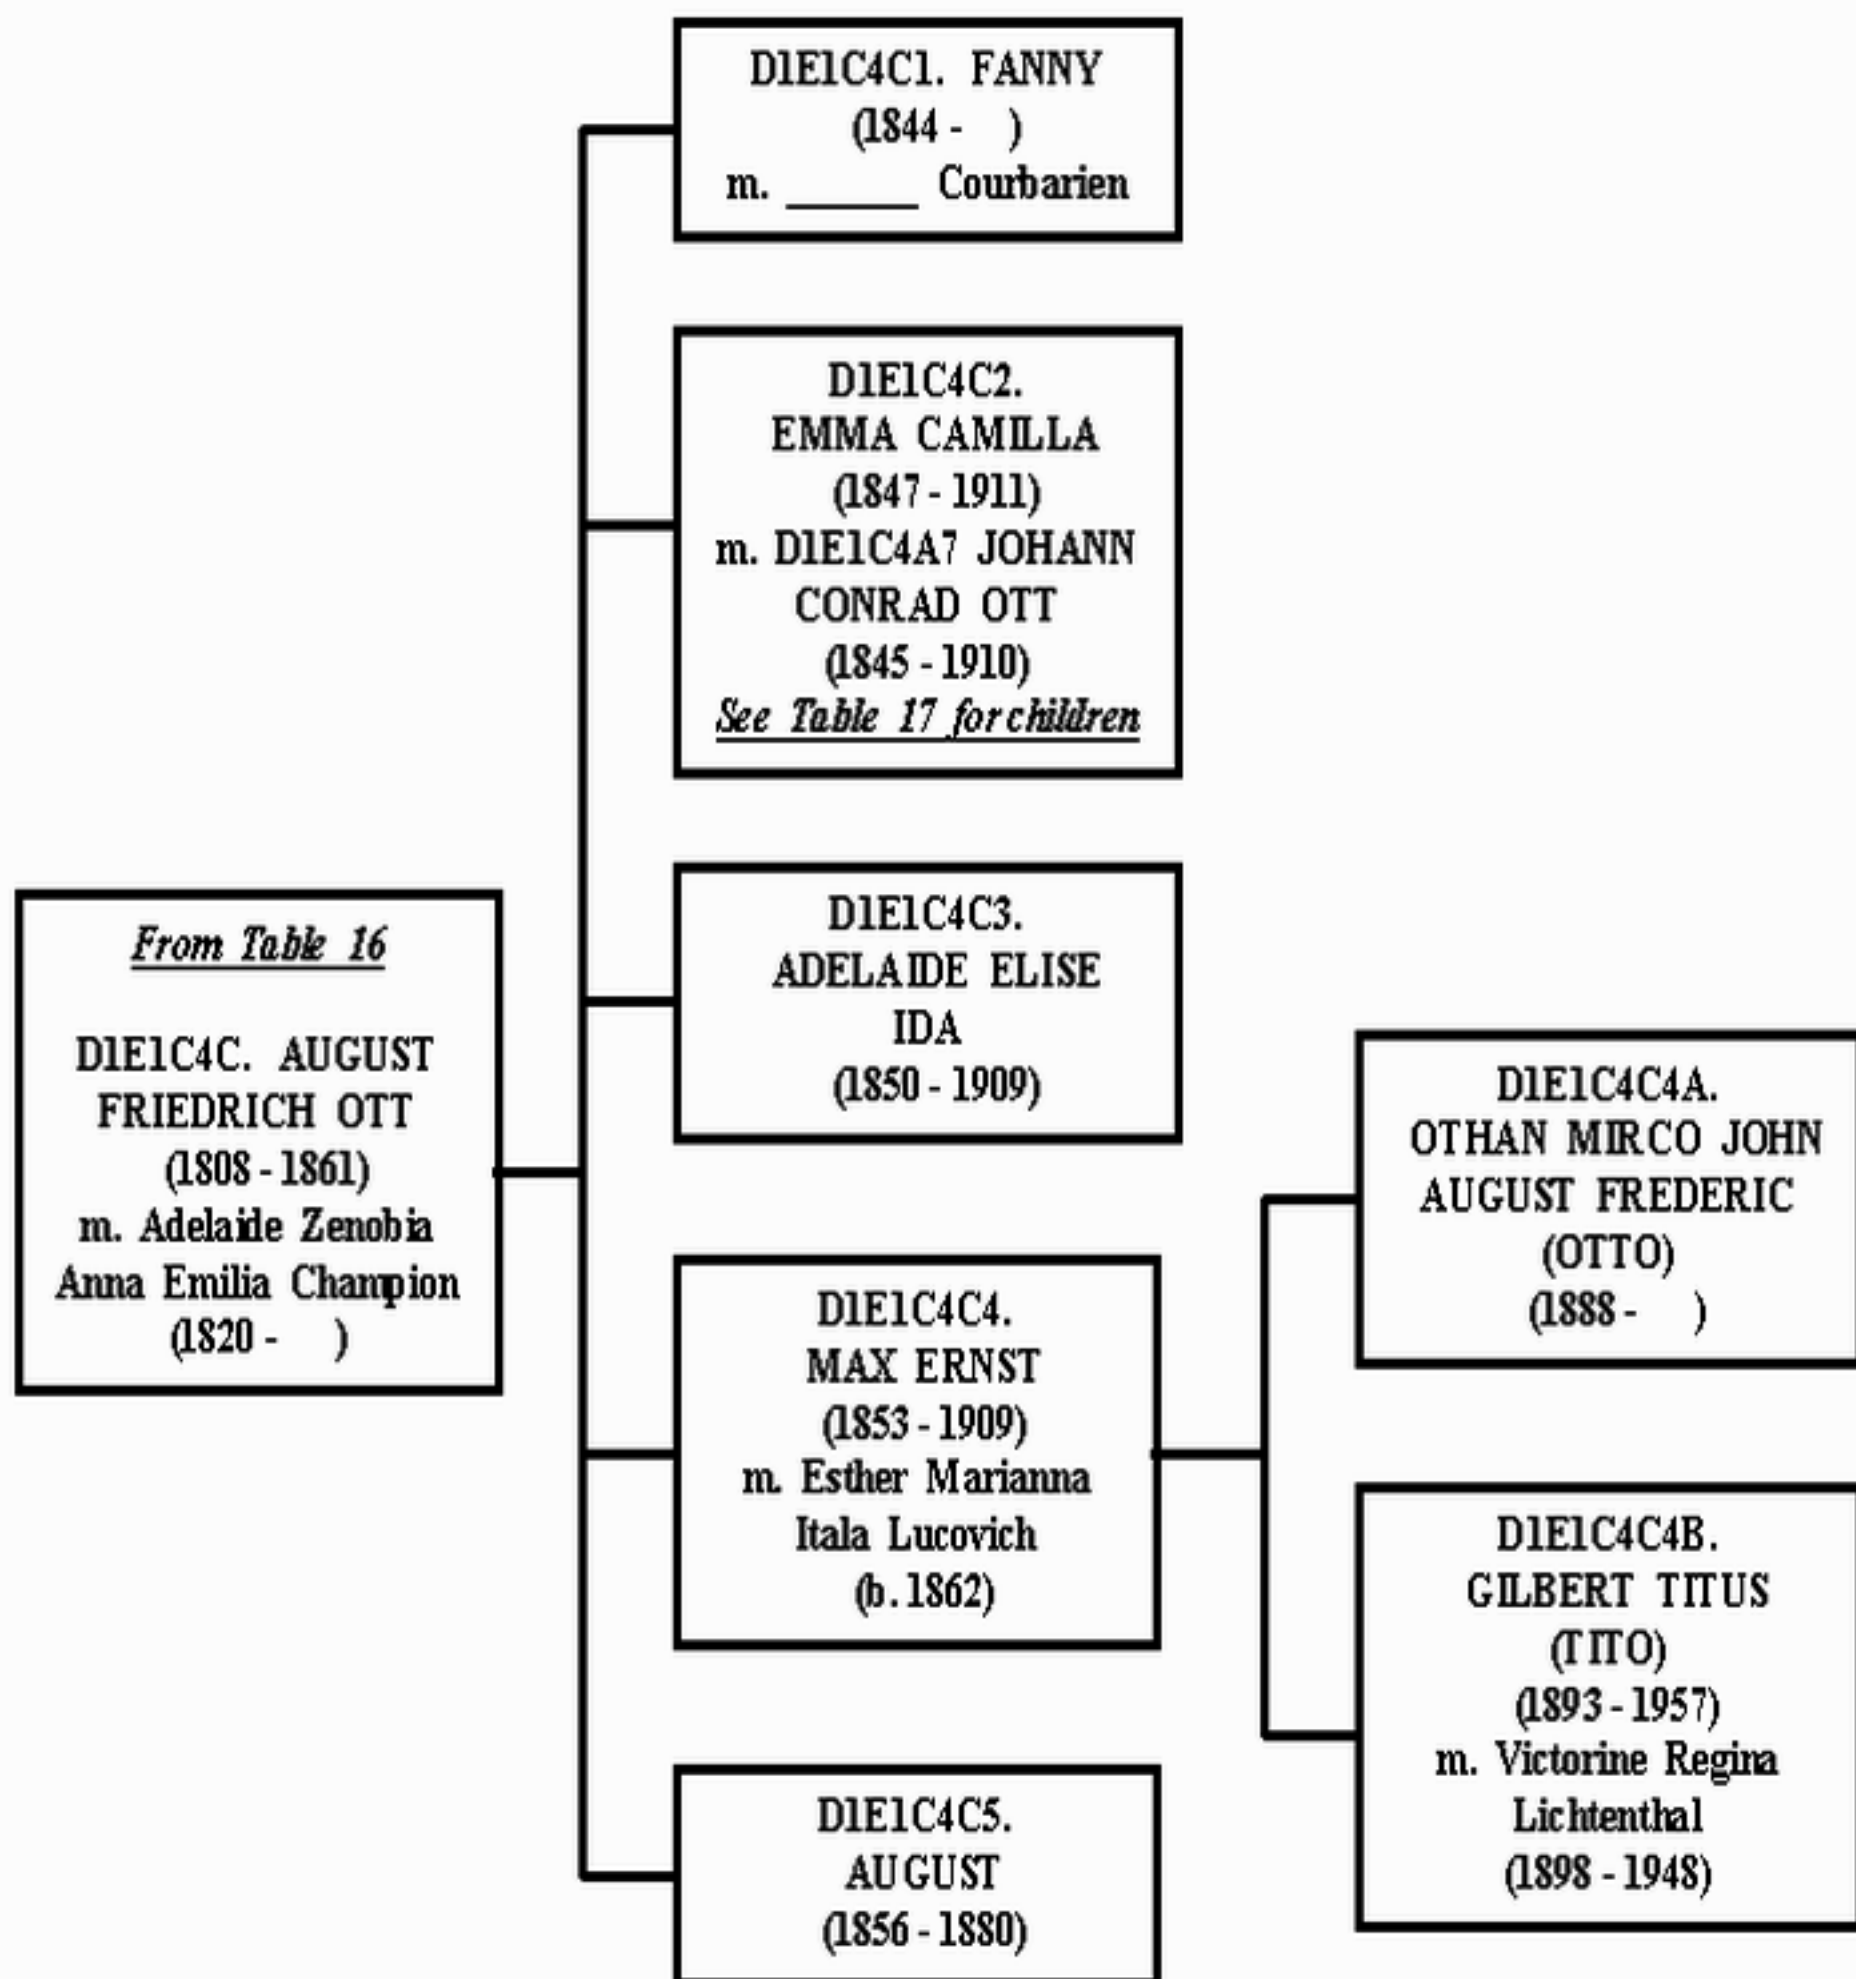 D1E1C4C1. FANNY
(1844 - )
m. ______ Courbarien
D1E1C4C2.
EMMA CAMILLA
(1847 - 1911)
m. D1E1C4A7 JOHANN
CONRAD OTT
(1845 - 1910)
See Table 17 for children
D1E1C4C3.
ADELAIDE ELISE
IDA
(1850 - 1909)
From Table 16
D1E1C4C. AUGUST
FRIEDRICH OTT
(1808 - 1861)
m. Adelaide Zenobia
Anna Emilia Champion
(1820 - )
D1E1C4C4.
MAX ERNST
(1853 - 1909)
m. Esther Marianna
Itala Lucovich
(b. 1862)
D1E1C4C4A.
OTHAN MIRCO JOHN
AUGUST FREDERIC
(OTTO)
(1888 - )
D1E1C4C4B.
GILBERT TITUS
(TITO)
(1893 - 1957)
m. Victorine Regina
Lichtenthal
(1898 - 1948)
D1E1C4C5.
AUGUST
(1856 - 1880)